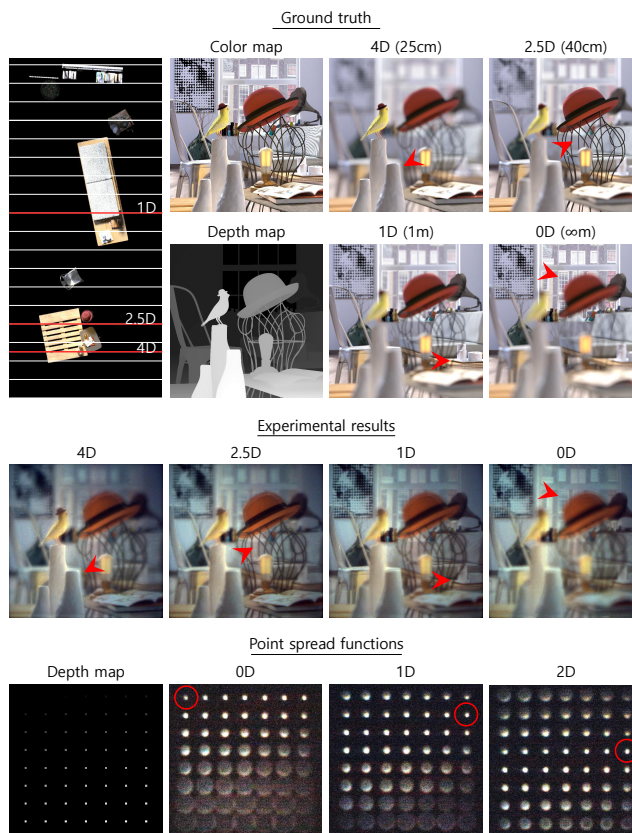 Ground truth
Color map
4D (25cm)
2.5D (40cm)
1D
2.5D
4D
Depth map
1D (1m)
0D (∞m)
Experimental results
4D
2.5D
1D
0D
Point spread functions
Depth map
0D
1D
2D